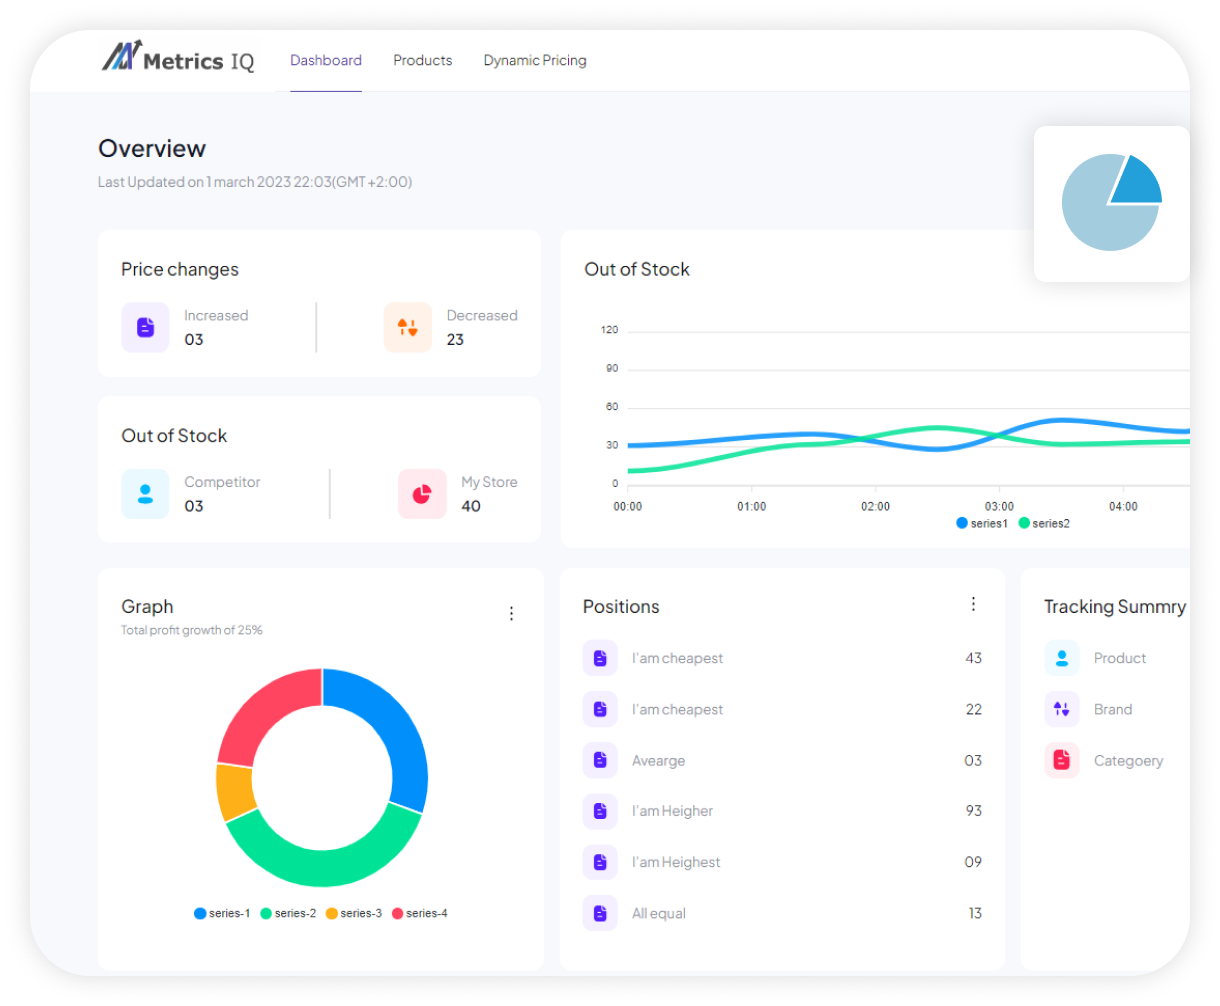 Metrics IQ
Dashboard
Products
Dynamic Pricing
Overview
Last Updated on 1 march 2023 22:03(GMT +2:00)
Price changes
Increased
03
Decreased
23
Out of Stock
Competitor
03
My Store
40
Out of Stock
120
90
60
30
0
00:00
01:00
02:00
03:00
04:00
series1
series2
Graph
Total profit growth of 25%
series-1
series-2
series-3
series-4
Positions
I'am cheapest
43
I'am cheapest
22
Avearge
03
I'am Heigher
93
I'am Heighest
09
All equal
13
Tracking Summry
Product
Brand
Categoery